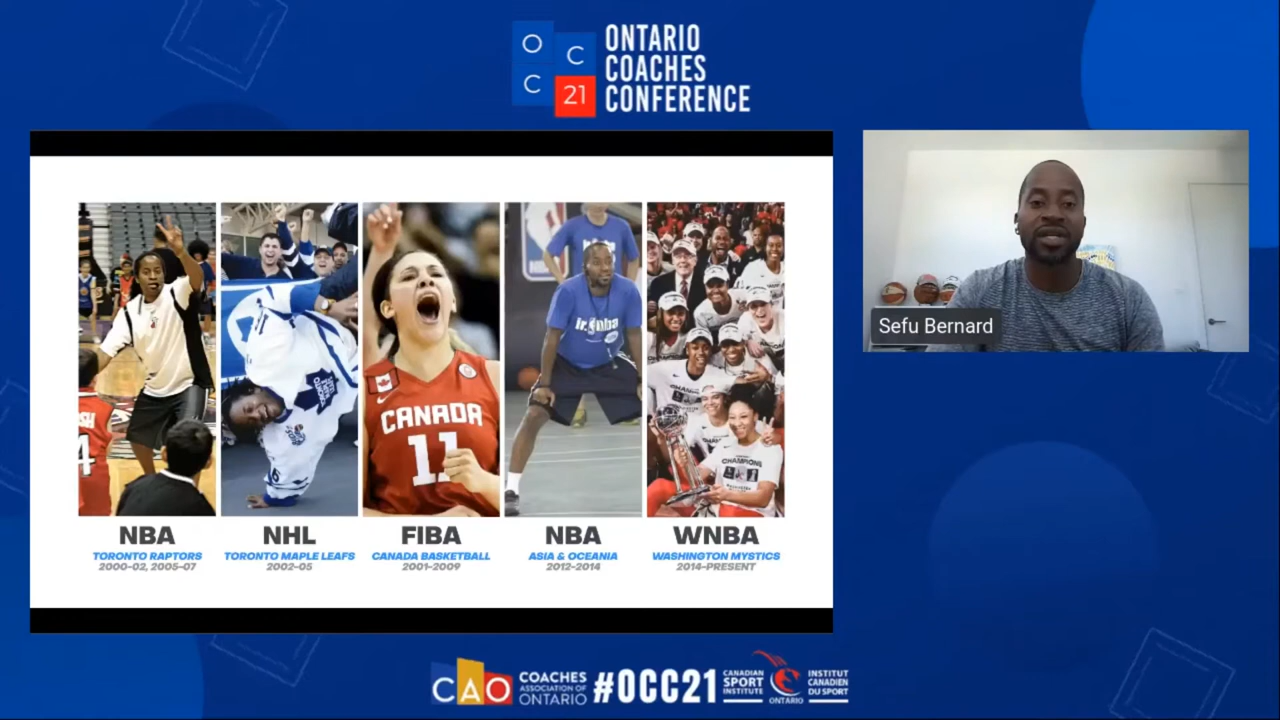 O
C
C
21
ONTARIO
COACHES
CONFERENCE
Sefu Bernard
CANADA
11
CHAMPIONS
NBA
TORONTO RAPTORS
2000-02, 2005-07
NHL
TORONTO MAPLE LEAFS
2002-05
FIBA
CANADA BASKETBALL
2001-2009
NBA
ASIA & OCEANIA
2012-2014
WNBA
WASHINGTON MYSTICS
2014-PRESENT
CAO
COACHES
ASSOCIATION OF
ONTARIO
#OCC21
CANADIAN
SPORT
INSTITUTE
ONTARIO
INSTITUT
CANADIEN
DU SPORT